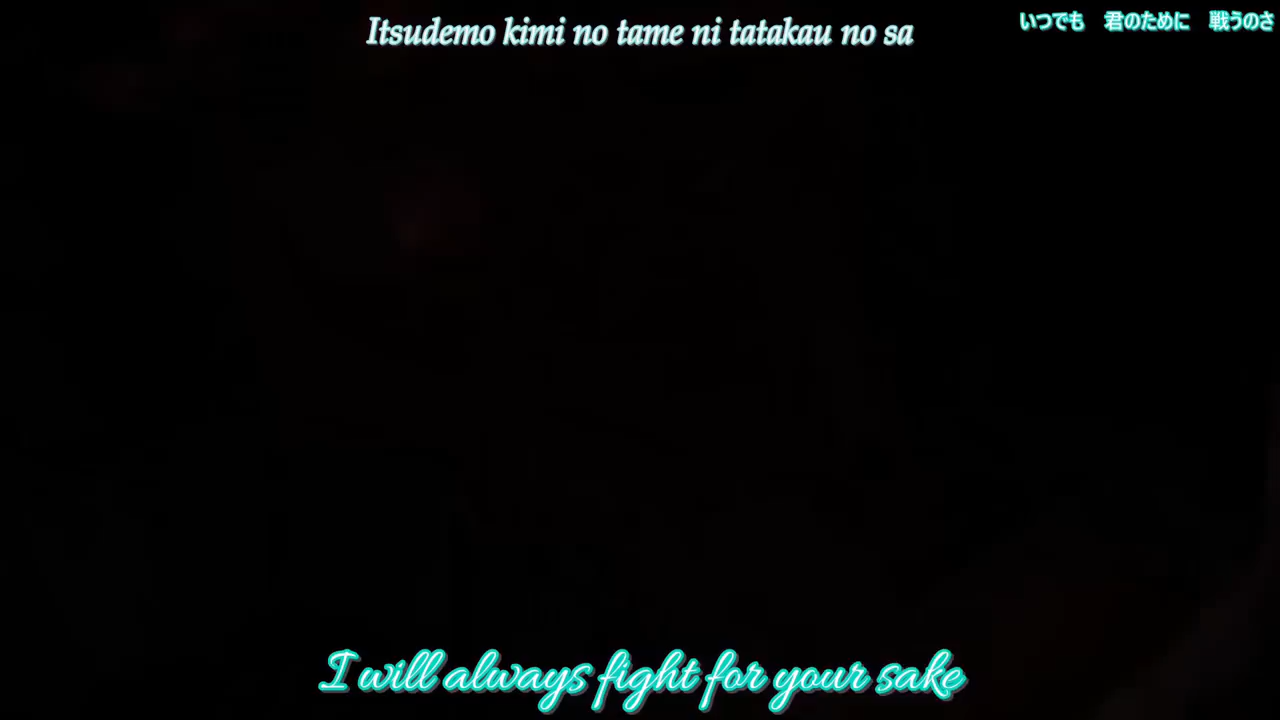 Itsudemo kimi no tame ni tatakau no sa
いつでも 君のために 戦うのさ
I will always fight for your sake